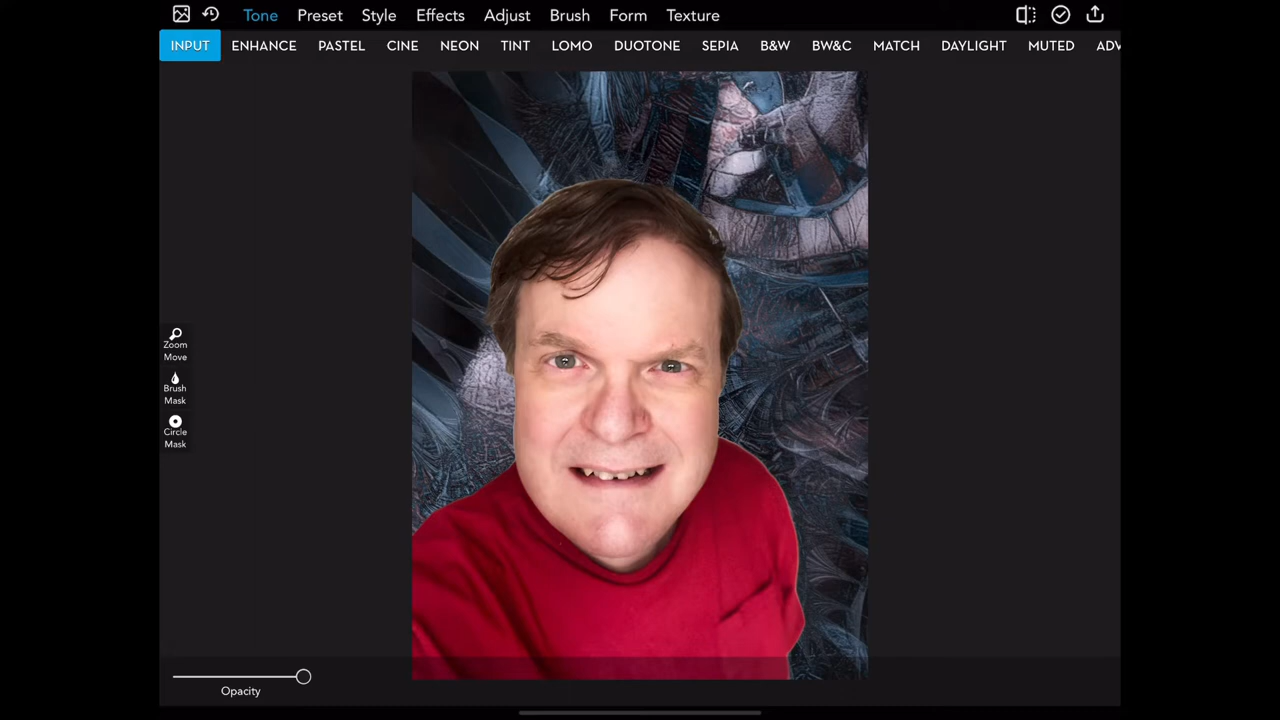 Tone Preset Style Effects Adjust Brush Form Texture
INPUT ENHANCE PASTEL CINE NEON TINT LOMO DUOTONE SEPIA B&W BW&C MATCH DAYLIGHT MUTED ADV
Zoom
Move
Brush
Mask
Circle
Mask
Opacity